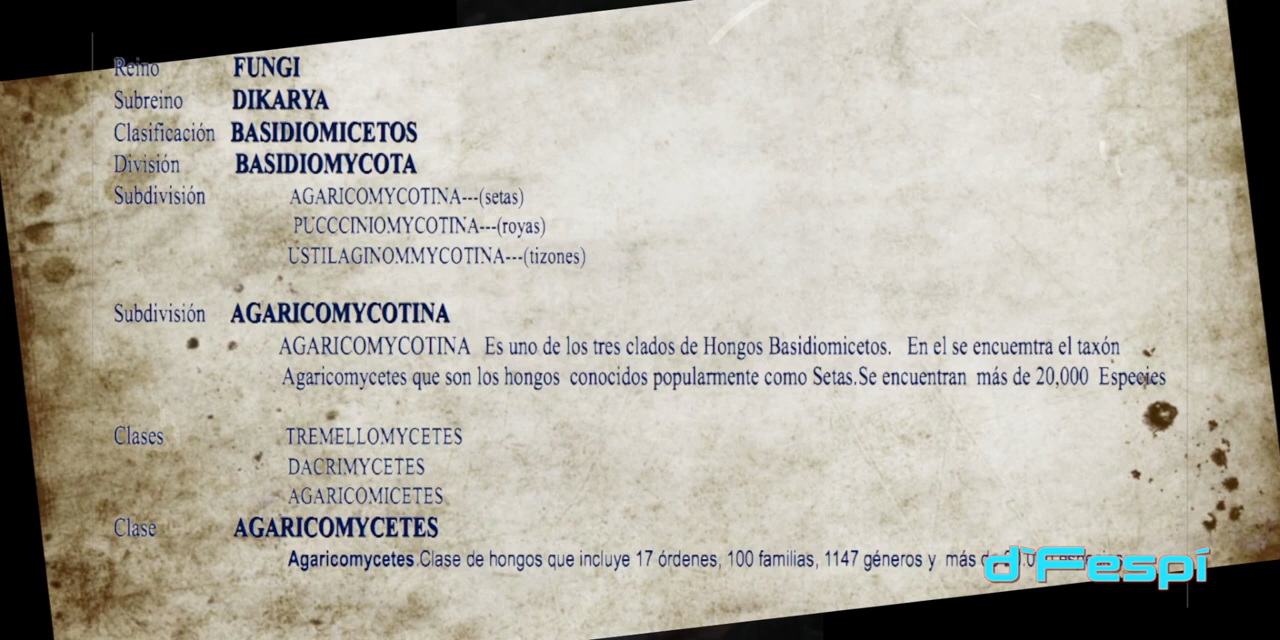 Reino FUNGI
Subreino DIKARYA
Clasificación BASIDIOMICETOS
División BASIDIOMYCOTA
Subdivisión AGARICOMYCOTINA---(setas)
PUCCCINIOMYCOTINA---(royas)
USTILAGINOMMYCOTINA---(tizones)
Subdivisión AGARICOMYCOTINA
AGARICOMYCOTINA Es uno de los tres clados de Hongos Basidiomicetos. En el se encuemtra el taxón
Agaricomycetes que son los hongos conocidos popularmente como Setas.Se encuentran más de 20,000 Especies
Clases TREMELLOMYCETES
DACRIMYCETES
AGARICOMICETES
Clase AGARICOMYCETES
Agaricomycetes.Clase de hongos que incluye 17 órdenes, 100 familias, 1147 géneros y más
d'Fespí